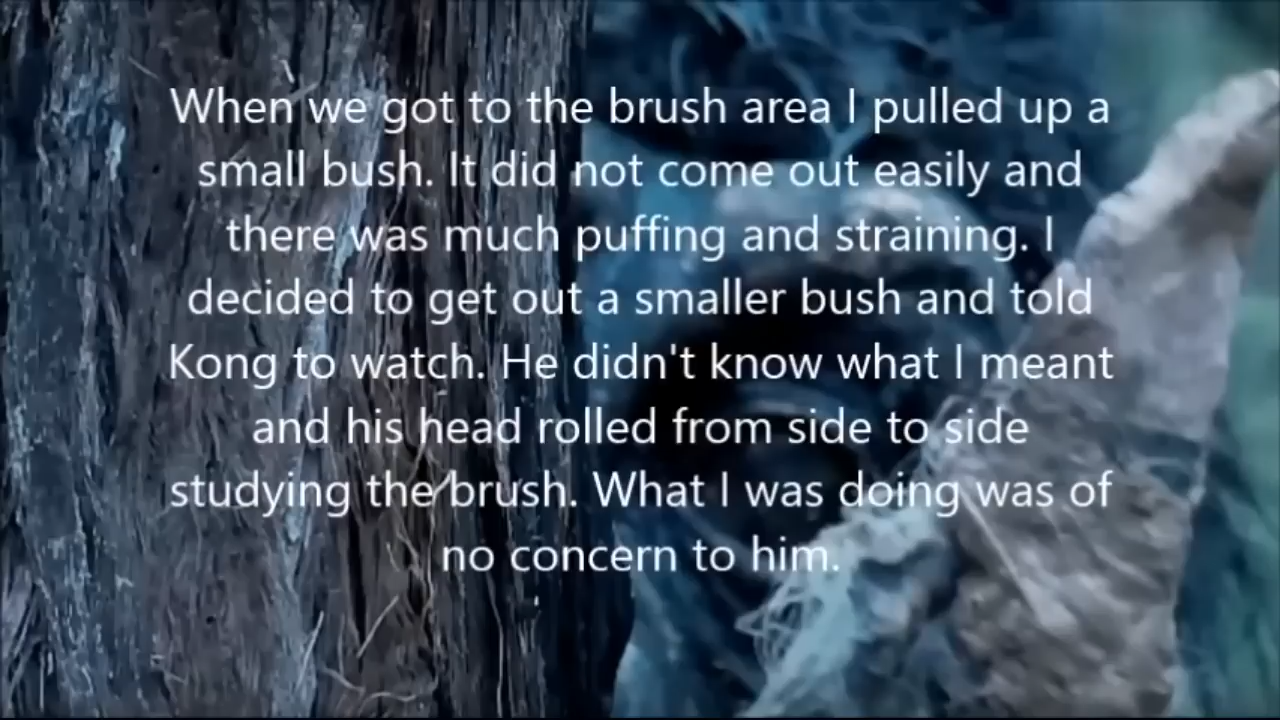 When we got to the brush area I pulled up a
small bush. It did not come out easily and
there was much puffing and straining. I
decided to get out a smaller bush and told
Kong to watch. He didn't know what I meant
and his head rolled from side to side
studying the brush. What I was doing was of
no concern to him.